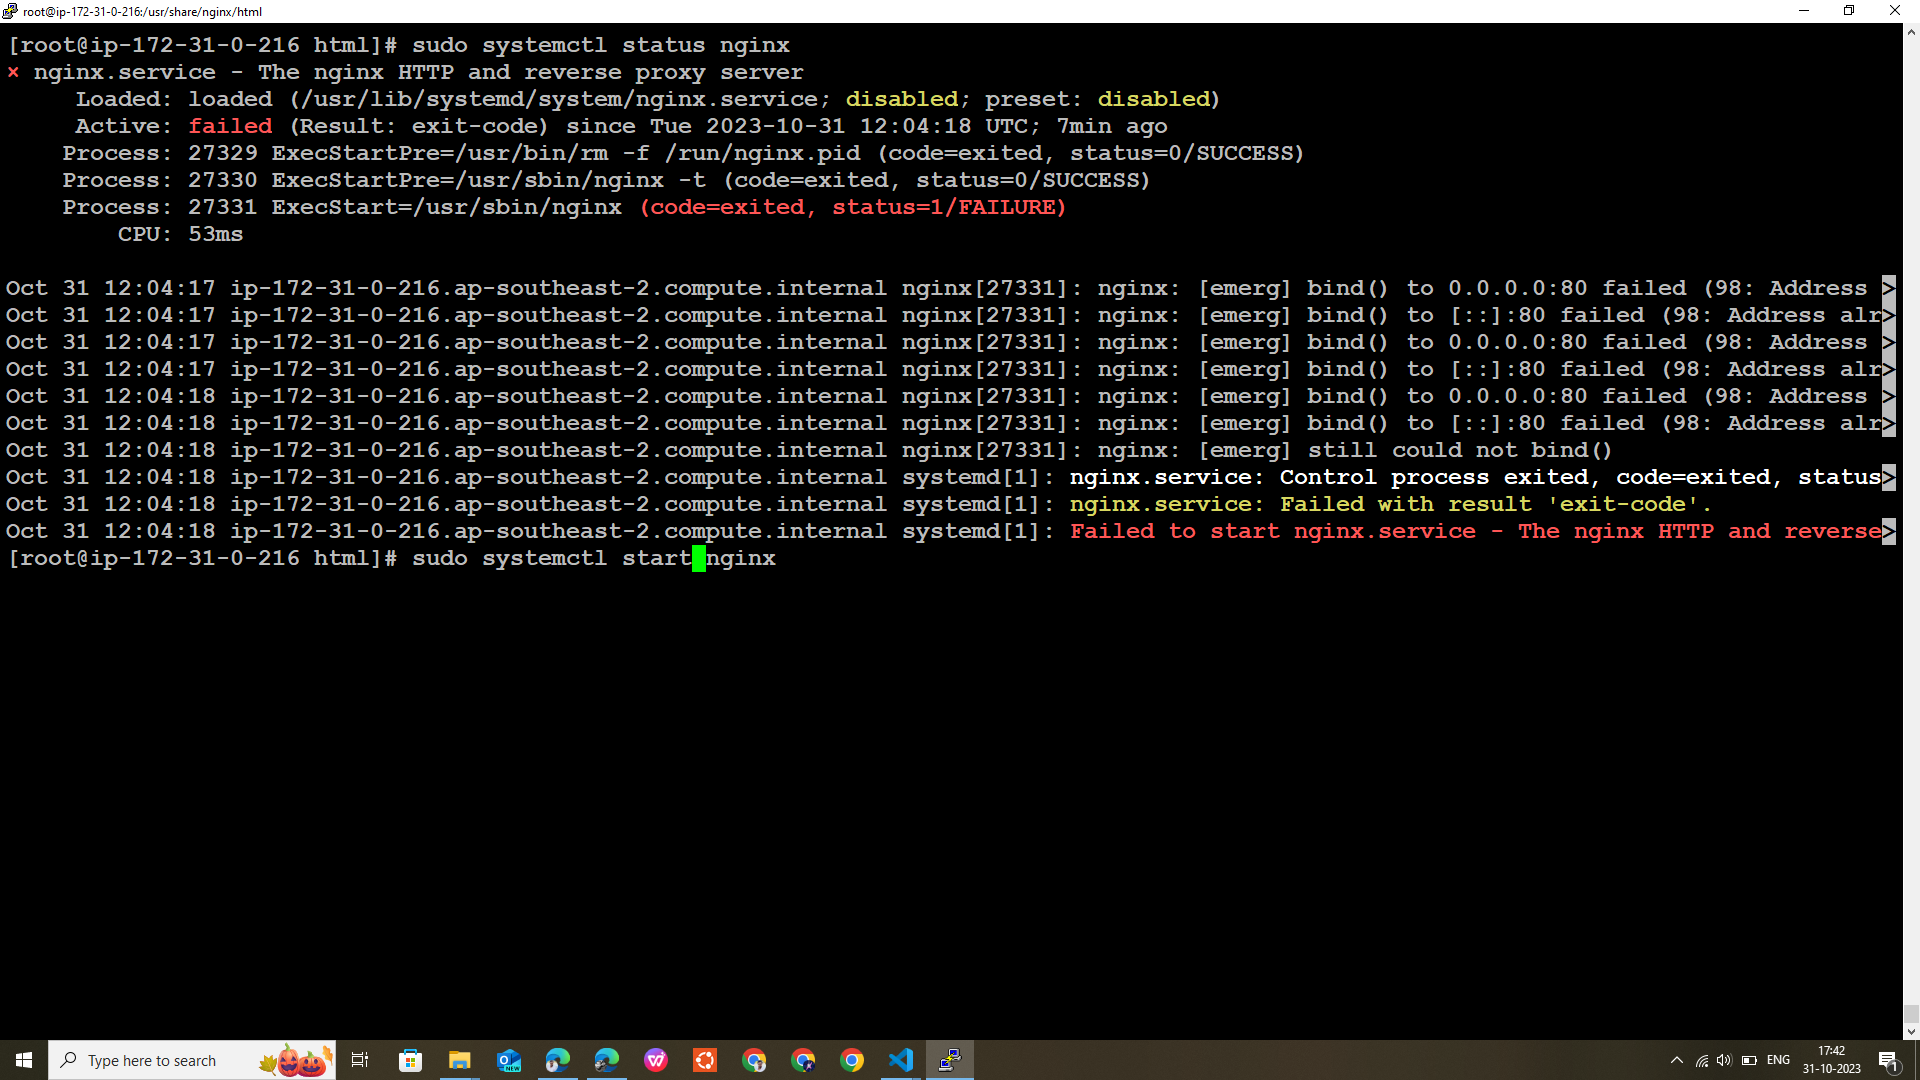 root@ip-172-31-0-216:/usr/share/nginx/html
[root@ip-172-31-0-216 html]# sudo systemctl status nginx
× nginx.service - The nginx HTTP and reverse proxy server
     Loaded: loaded (/usr/lib/systemd/system/nginx.service; disabled; preset: disabled)
     Active: failed (Result: exit-code) since Tue 2023-10-31 12:04:18 UTC; 7min ago
    Process: 27329 ExecStartPre=/usr/bin/rm -f /run/nginx.pid (code=exited, status=0/SUCCESS)
    Process: 27330 ExecStartPre=/usr/sbin/nginx -t (code=exited, status=0/SUCCESS)
    Process: 27331 ExecStart=/usr/sbin/nginx (code=exited, status=1/FAILURE)
        CPU: 53ms
Oct 31 12:04:17 ip-172-31-0-216.ap-southeast-2.compute.internal nginx[27331]: nginx: [emerg] bind() to 0.0.0.0:80 failed (98: Address >
Oct 31 12:04:17 ip-172-31-0-216.ap-southeast-2.compute.internal nginx[27331]: nginx: [emerg] bind() to [::]:80 failed (98: Address alr>
Oct 31 12:04:17 ip-172-31-0-216.ap-southeast-2.compute.internal nginx[27331]: nginx: [emerg] bind() to 0.0.0.0:80 failed (98: Address >
Oct 31 12:04:17 ip-172-31-0-216.ap-southeast-2.compute.internal nginx[27331]: nginx: [emerg] bind() to [::]:80 failed (98: Address alr>
Oct 31 12:04:18 ip-172-31-0-216.ap-southeast-2.compute.internal nginx[27331]: nginx: [emerg] bind() to 0.0.0.0:80 failed (98: Address >
Oct 31 12:04:18 ip-172-31-0-216.ap-southeast-2.compute.internal nginx[27331]: nginx: [emerg] bind() to [::]:80 failed (98: Address alr>
Oct 31 12:04:18 ip-172-31-0-216.ap-southeast-2.compute.internal nginx[27331]: nginx: [emerg] still could not bind()
Oct 31 12:04:18 ip-172-31-0-216.ap-southeast-2.compute.internal systemd[1]: nginx.service: Control process exited, code=exited, status>
Oct 31 12:04:18 ip-172-31-0-216.ap-southeast-2.compute.internal systemd[1]: nginx.service: Failed with result 'exit-code'.
Oct 31 12:04:18 ip-172-31-0-216.ap-southeast-2.compute.internal systemd[1]: Failed to start nginx.service - The nginx HTTP and reverse>
[root@ip-172-31-0-216 html]# sudo systemctl start nginx
Type here to search
NEW
ENG
17:42
31-10-2023
1